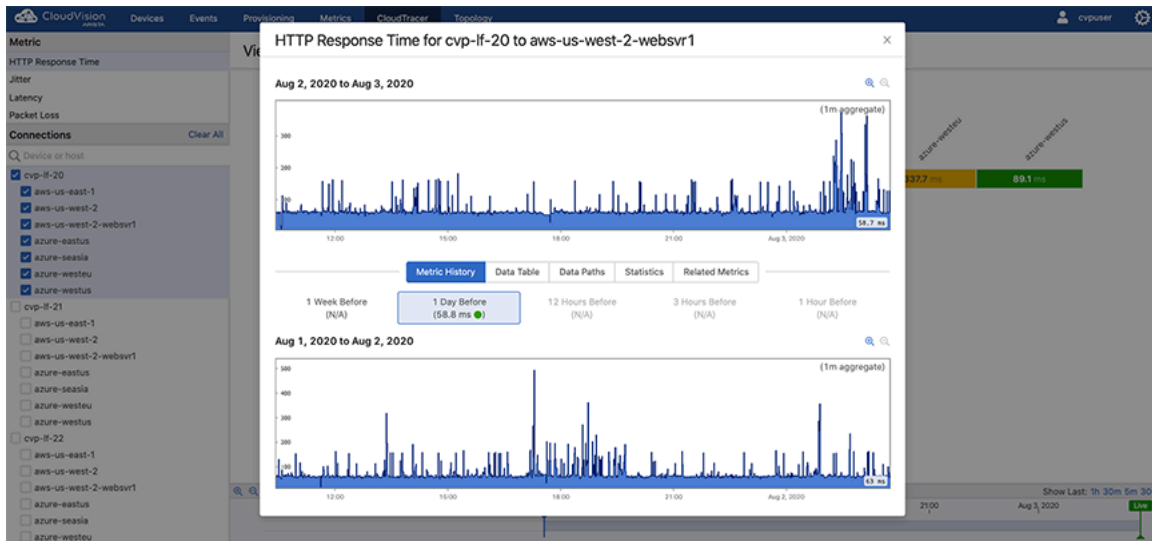 CloudVision
ARISTA
Devices
Events
Provisioning
Metrics
CloudTracer
Topology
cvpuser
Metric
HTTP Response Time
Jitter
Latency
Packet Loss
Connections
Clear All
Device or host
cvp-lf-20
aws-us-east-1
aws-us-west-2
aws-us-west-2-websvr1
azure-eastus
azure-seasia
azure-westeu
azure-westus
cvp-lf-21
aws-us-east-1
aws-us-west-2
aws-us-west-2-websvr1
azure-eastus
azure-seasia
azure-westeu
azure-westus
cvp-lf-22
aws-us-east-1
aws-us-west-2
aws-us-west-2-websvr1
azure-eastus
azure-seasia
azure-westeu
Vie
HTTP Response Time for cvp-lf-20 to aws-us-west-2-websvr1
×
Aug 2, 2020 to Aug 3, 2020
(1m aggregate)
300
200
100
58.7 ms
12:00
15:00
18:00
21:00
Aug 3, 2020
Metric History
Data Table
Data Paths
Statistics
Related Metrics
1 Week Before
(N/A)
1 Day Before
(58.8 ms)
12 Hours Before
(N/A)
3 Hours Before
(N/A)
1 Hour Before
(N/A)
Aug 1, 2020 to Aug 2, 2020
(1m aggregate)
500
400
300
200
100
63 ms
12:00
15:00
18:00
21:00
Aug 2, 2020
azure-westeu
azure-westus
337.7 ms
89.1 ms
Show Last: 1h 30m 5m 30
21:00
Aug 3, 2020
Live